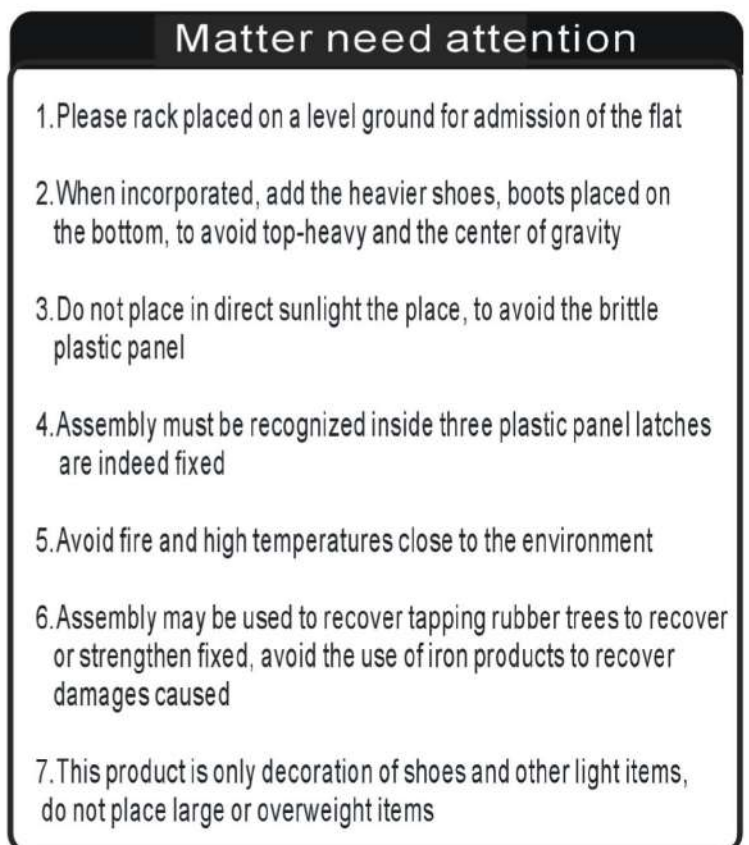 Matter need attention
1.Please rack placed on a level ground for admission of the flat
2.When incorporated, add the heavier shoes, boots placed on
the bottom, to avoid top-heavy and the center of gravity
3.Do not place in direct sunlight the place, to avoid the brittle
plastic panel
4.Assembly must be recognized inside three plastic panel latches
are indeed fixed
5.Avoid fire and high temperatures close to the environment
6.Assembly may be used to recover tapping rubber trees to recover
or strengthen fixed, avoid the use of iron products to recover
damages caused
7.This product is only decoration of shoes and other light items,
do not place large or overweight items